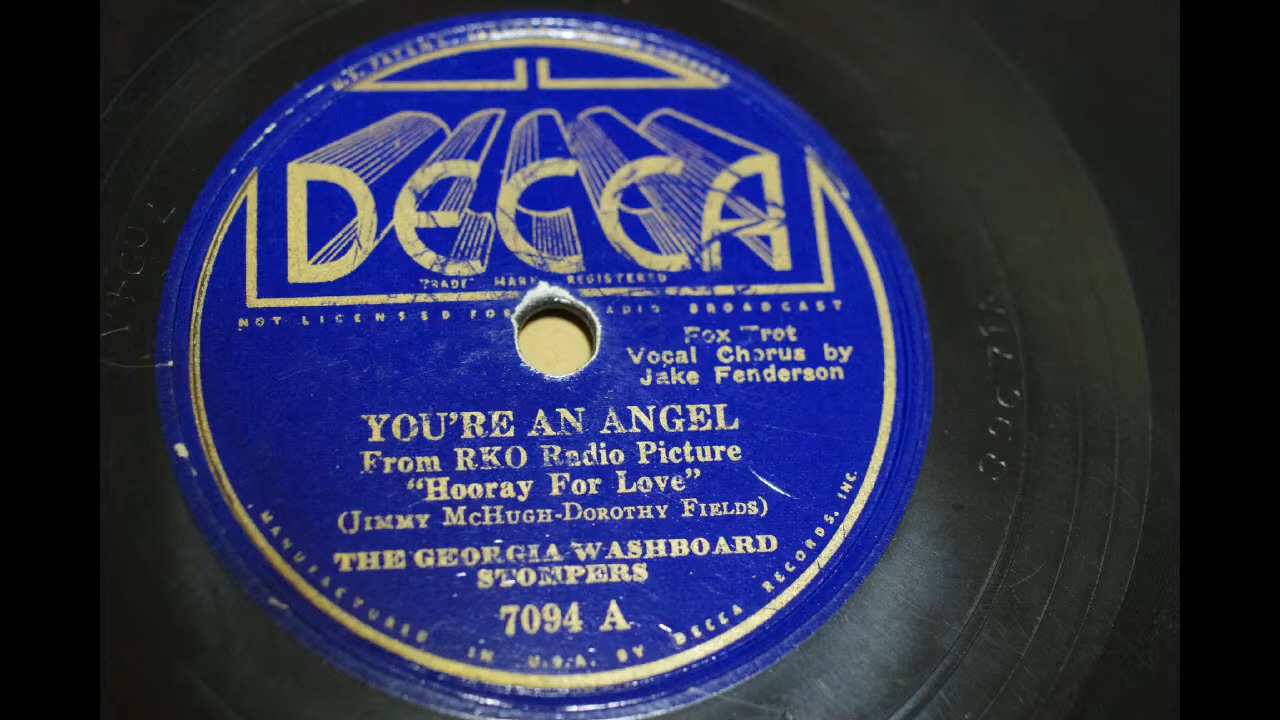 DECCA
TRADE MARK REGISTERED
NOT LICENSED FOR RADIO BROADCAST
Fox Trot
Vocal Chorus by
Jake Fenderson
YOU'RE AN ANGEL
From RKO Radio Picture
"Hooray For Love"
(JIMMY MCHUGH-DOROTHY FIELDS)
THE GEORGIA WASHBOARD
STOMPERS
7094 A
MANUFACTURED IN U.S.A. BY DECCA RECORDS, INC.